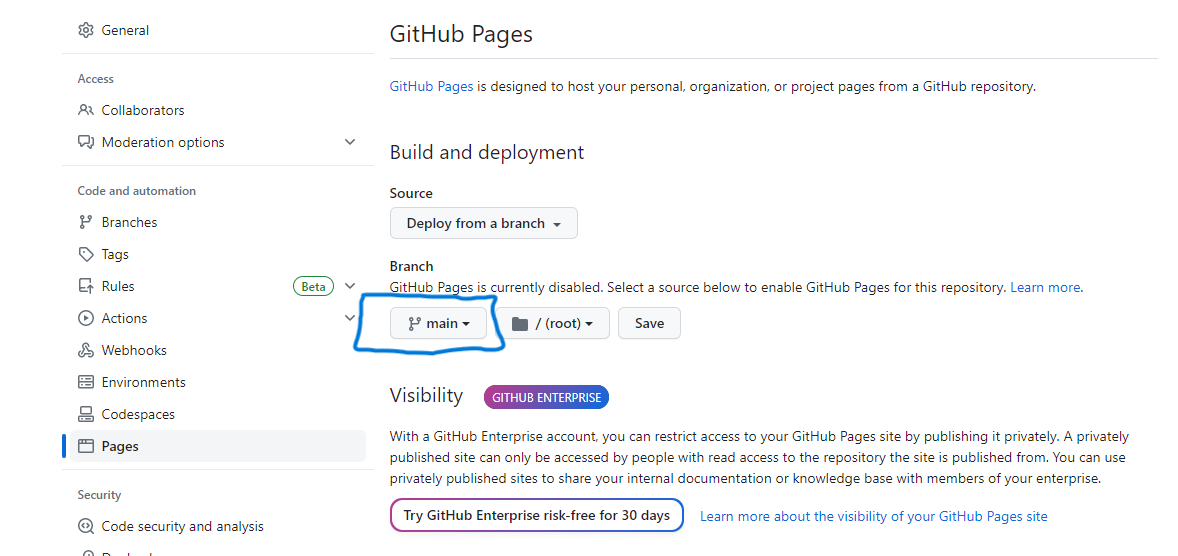 General
Access
Collaborators
Moderation options
Code and automation
Branches
Tags
Rules Beta
Actions
Webhooks
Environments
Codespaces
Pages
Security
Code security and analysis
GitHub Pages
GitHub Pages is designed to host your personal, organization, or project pages from a GitHub repository.
Build and deployment
Source
Deploy from a branch
Branch
GitHub Pages is currently disabled. Select a source below to enable GitHub Pages for this repository. Learn more.
main / (root) Save
Visibility GITHUB ENTERPRISE
With a GitHub Enterprise account, you can restrict access to your GitHub Pages site by publishing it privately. A privately
published site can only be accessed by people with read access to the repository the site is published from. You can use
privately published sites to share your internal documentation or knowledge base with members of your enterprise.
Try GitHub Enterprise risk-free for 30 days Learn more about the visibility of your GitHub Pages site